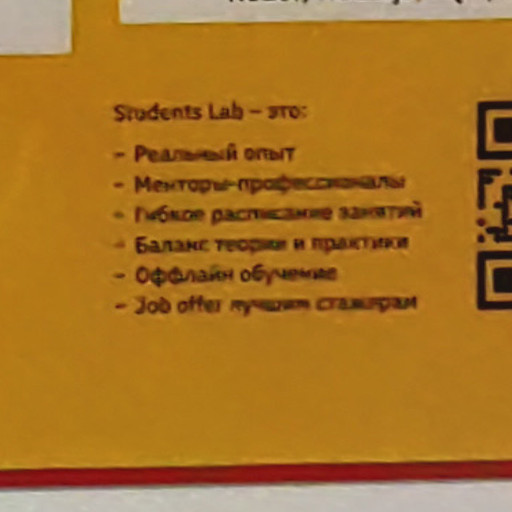 Students Lab – это:
- Реальный опыт
- Менторы-профессионалы
- Гибкое расписание занятий
- Баланс теории и практики
- Оффлайн обучение
- Job offer лучшим стажерам